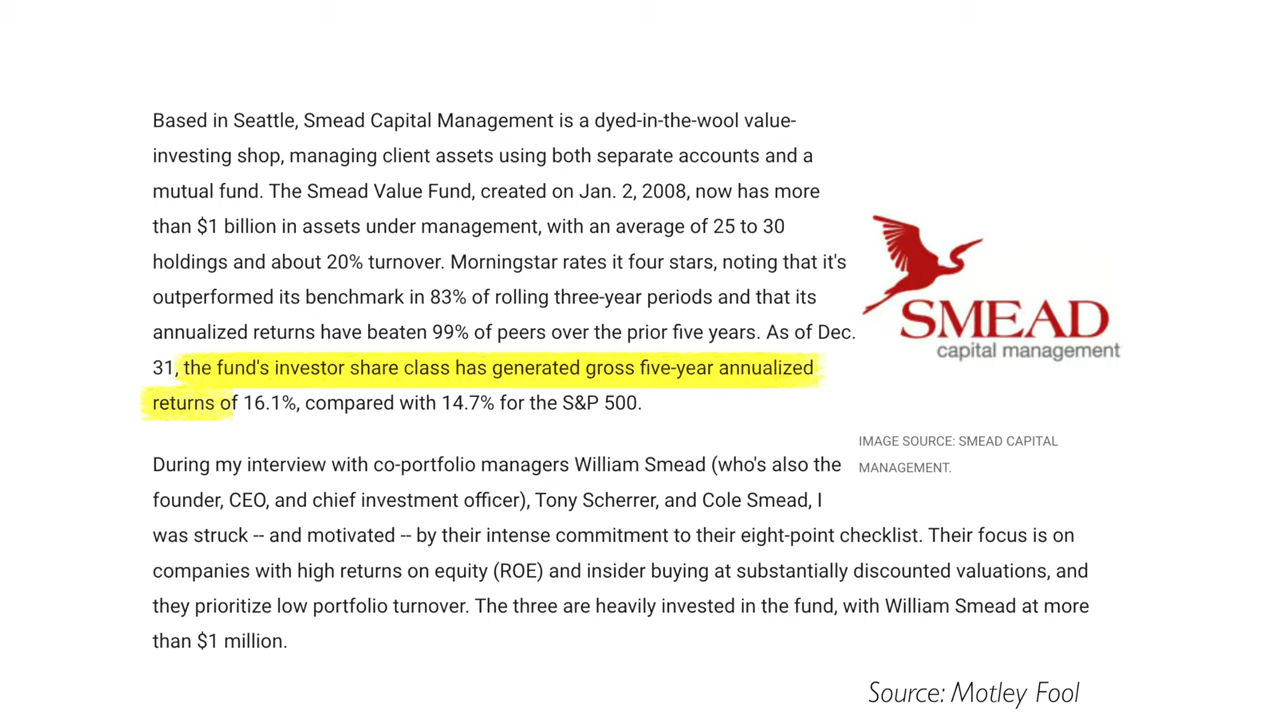 Based in Seattle, Smead Capital Management is a dyed-in-the-wool value-
investing shop, managing client assets using both separate accounts and a
mutual fund. The Smead Value Fund, created on Jan. 2, 2008, now has more
than $1 billion in assets under management, with an average of 25 to 30
holdings and about 20% turnover. Morningstar rates it four stars, noting that it's
outperformed its benchmark in 83% of rolling three-year periods and that its
annualized returns have beaten 99% of peers over the prior five years. As of Dec.
31, the fund's investor share class has generated gross five-year annualized
returns of 16.1%, compared with 14.7% for the S&P 500.
SMEAD
capital management
IMAGE SOURCE: SMEAD CAPITAL
MANAGEMENT.
During my interview with co-portfolio managers William Smead (who's also the
founder, CEO, and chief investment officer), Tony Scherrer, and Cole Smead, I
was struck -- and motivated -- by their intense commitment to their eight-point checklist. Their focus is on
companies with high returns on equity (ROE) and insider buying at substantially discounted valuations, and
they prioritize low portfolio turnover. The three are heavily invested in the fund, with William Smead at more
than $1 million.
Source: Motley Fool